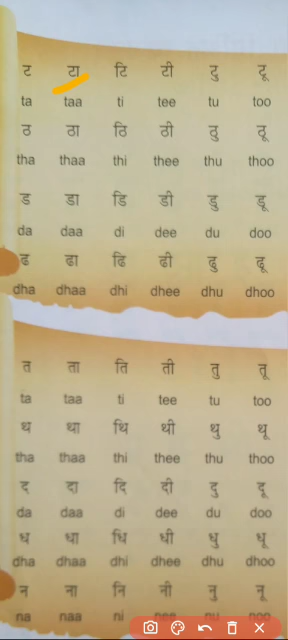 ट टा टि टी टु टू
ta taa ti tee tu too
ठ ठा ठि ठी ठु ठू
tha thaa thi thee thu thoo
ड डा डि डी डु डू
da daa di dee du doo
ढ ढा ढि ढी ढु ढू
dha dhaa dhi dhee dhu dhoo
त ता ति ती तु तू
ta taa ti tee tu too
थ था थि थी थु थू
tha thaa thi thee thu thoo
द दा दि दी दु दू
da daa di dee du doo
ध धा धि धी धु धू
dha dhaa dhi dhee dhu dhoo
न ना नि नी नु नू
na naa ni